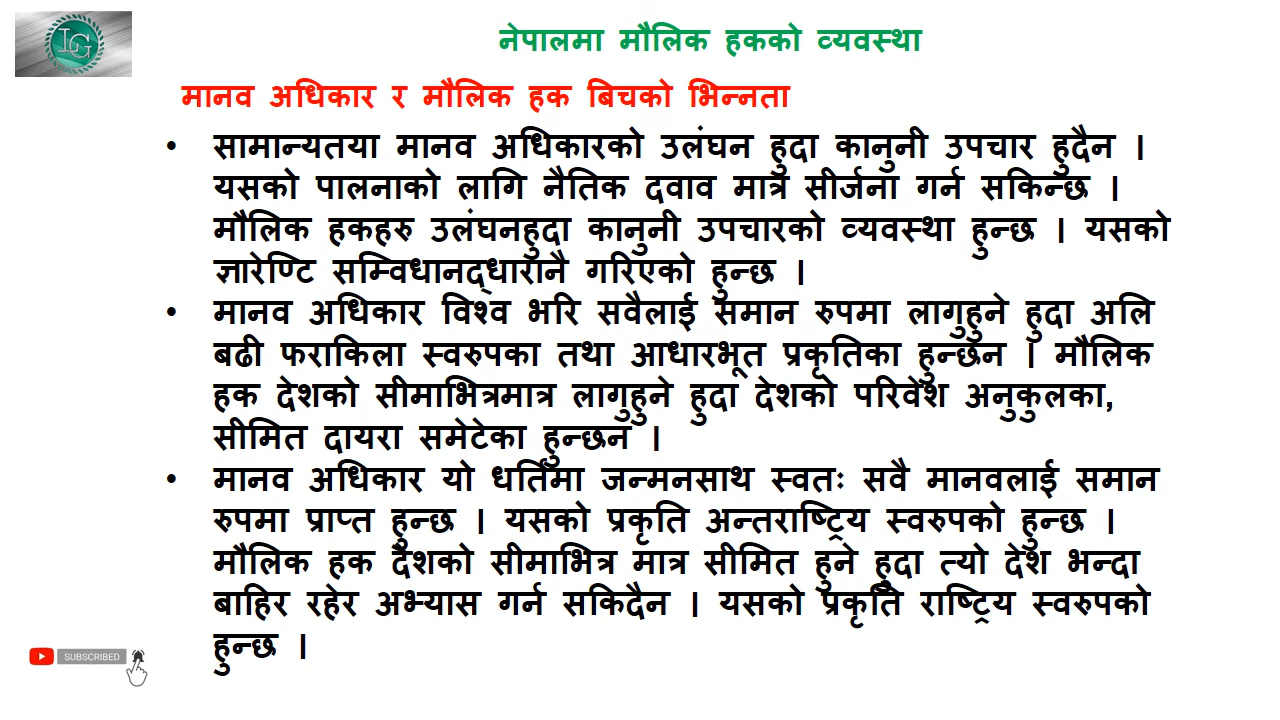 LG
नेपालमा मौलिक हकको व्यवस्था
मानव अधिकार र मौलिक हक बिचको भिन्नता
• सामान्यतया मानव अधिकारको उलंघन हुदा कानुनी उपचार हुदैन ।
यसको पालनाको लागि नैतिक दवाव मात्र सीर्जना गर्न सकिन्छ ।
मौलिक हकहरु उलंघनहुदा कानुनी उपचारको व्यवस्था हुन्छ । यसको
ज्ञारेण्टि सम्विधानद्धारानै गरिएको हुन्छ ।
• मानव अधिकार विश्व भरि सवैलाई समान रुपमा लागुहुने हुदा अलि
बढी फराकिला स्वरुपका तथा आधारभूत प्रकृतिका हुन्छन । मौलिक
हक देशको सीमाभित्रमात्र लागुहुने हुदा देशको परिवेश अनुकुलका,
सीमित दायरा समेटेका हुन्छन ।
• मानव अधिकार यो धर्तिमा जन्मनसाथ स्वतः सवै मानवलाई समान
रुपमा प्राप्त हुन्छ । यसको प्रकृति अन्तराष्ट्रिय स्वरुपको हुन्छ ।
मौलिक हक देशको सीमाभित्र मात्र सीमित हुने हुदा त्यो देश भन्दा
बाहिर रहेर अभ्यास गर्न सकिदैन । यसको प्रकृति राष्ट्रिय स्वरुपको
हुन्छ ।
SUBSCRIBED